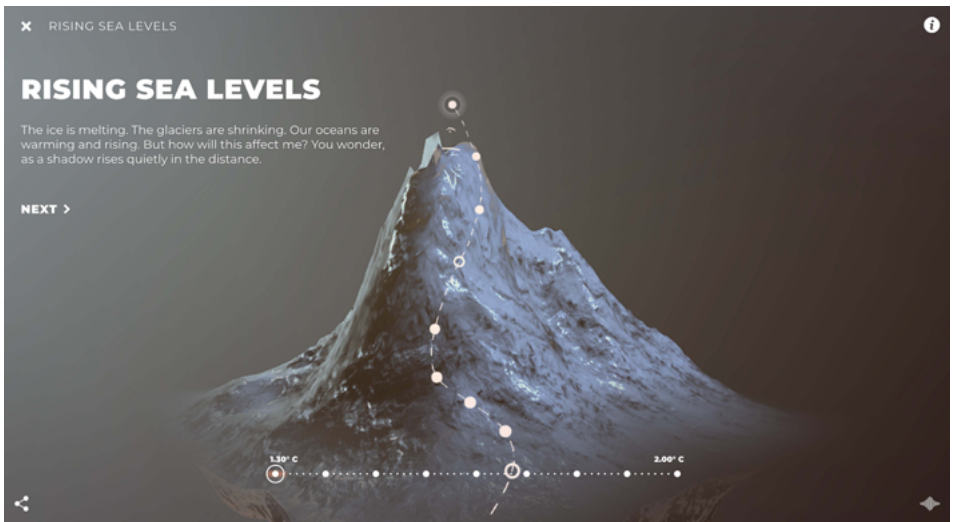 RISING SEA LEVELS
i
RISING SEA LEVELS
The ice is melting. The glaciers are shrinking. Our oceans are
warming and rising. But how will this affect me? You wonder,
as a shadow rises quietly in the distance.
NEXT
1.30° C
2.00° C